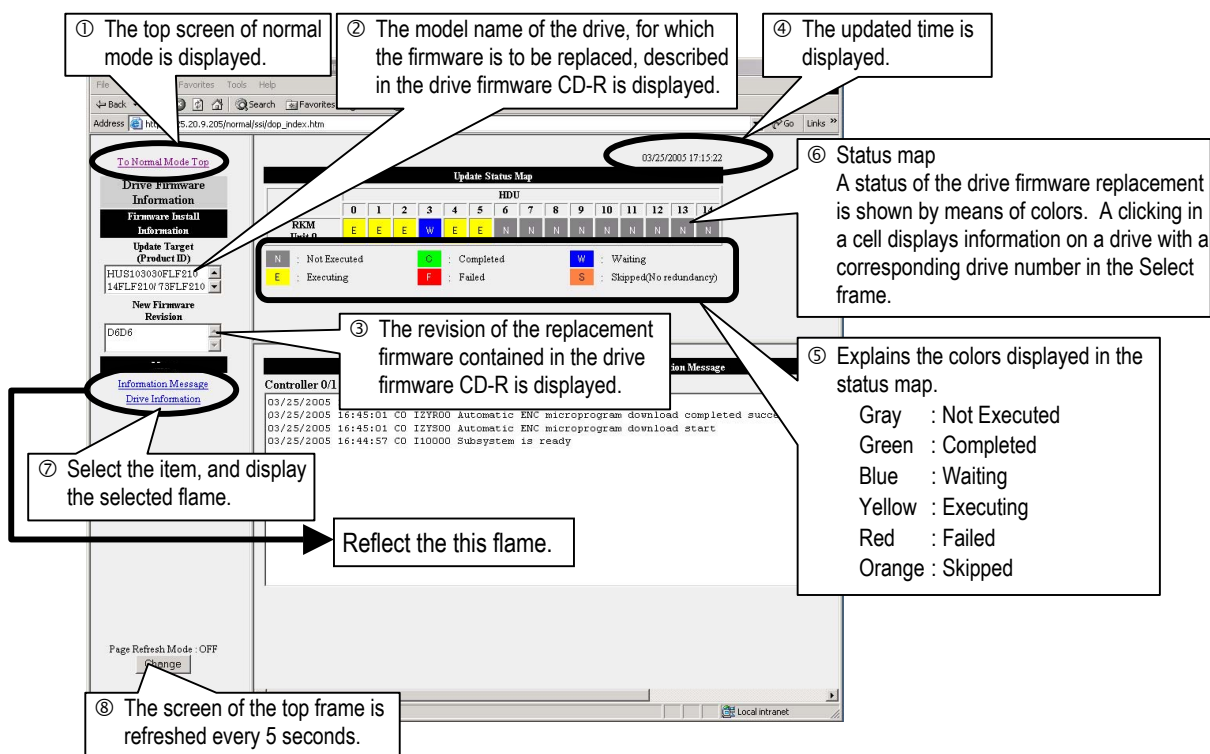 ① The top screen of normal
mode is displayed.
② The model name of the drive, for which
the firmware is to be replaced, described
in the drive firmware CD-R is displayed.
④ The updated time is
displayed.
File Favorites Tools Help
Back Search Favorites
Address 5.20.9.205/normal/ssi/dop_index.htm Go Links »
To Normal Mode Top
03/25/2005 17:15:22
Drive Firmware
Information
Firmware Install
Information
Update Target
(Product ID)
HUS103030FLF210
14FLF210/73FLF210
New Firmware
Revision
D6D6
--
Information Message
Drive Information
Update Status Map
HDU
0 1 2 3 4 5 6 7 8 9 10 11 12 13 14
RKM
Unit 0 E E E W E E N N N N N N N N N
N : Not Executed C : Completed W : Waiting
E : Executing F : Failed S : Skipped(No redundancy)
⑥ Status map
A status of the drive firmware replacement
is shown by means of colors. A clicking in
a cell displays information on a drive with a
corresponding drive number in the Select
frame.
③ The revision of the replacement
firmware contained in the drive
firmware CD-R is displayed.
Message
Controller 0/1
03/25/2005
03/25/2005 16:45:01 C0 IZYR00 Automatic ENC microprogram download completed
03/25/2005 16:45:01 C0 IZYS00 Automatic ENC microprogram download start
03/25/2005 16:44:57 C0 I10000 Subsystem is ready
⑤ Explains the colors displayed in the
status map.
Gray : Not Executed
Green : Completed
Blue : Waiting
Yellow : Executing
Red : Failed
Orange : Skipped
⑦ Select the item, and display
the selected flame.
Reflect the this flame.
Page Refresh Mode : OFF
Change
⑧ The screen of the top frame is
refreshed every 5 seconds.
Local intranet